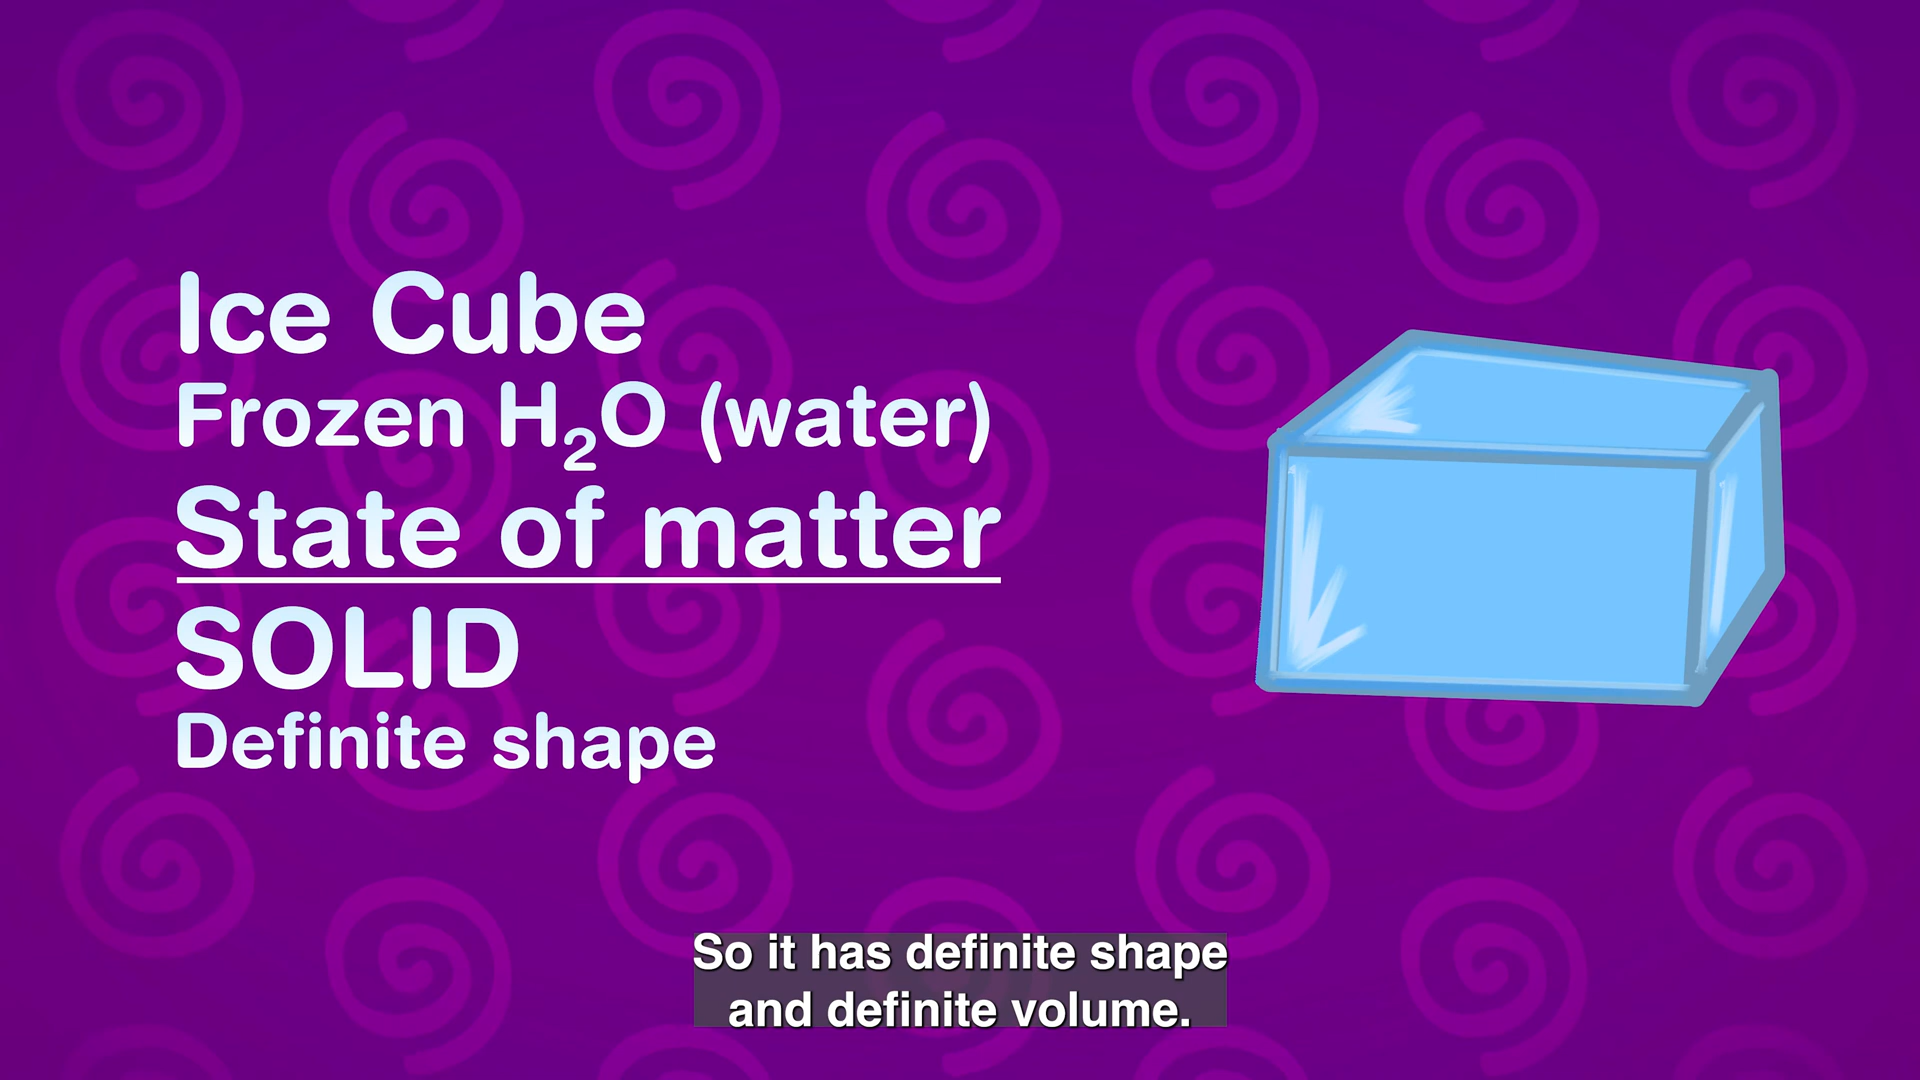 Ice Cube
Frozen H₂O (water)
State of matter
SOLID
Definite shape
So it has definite shape
and definite volume.